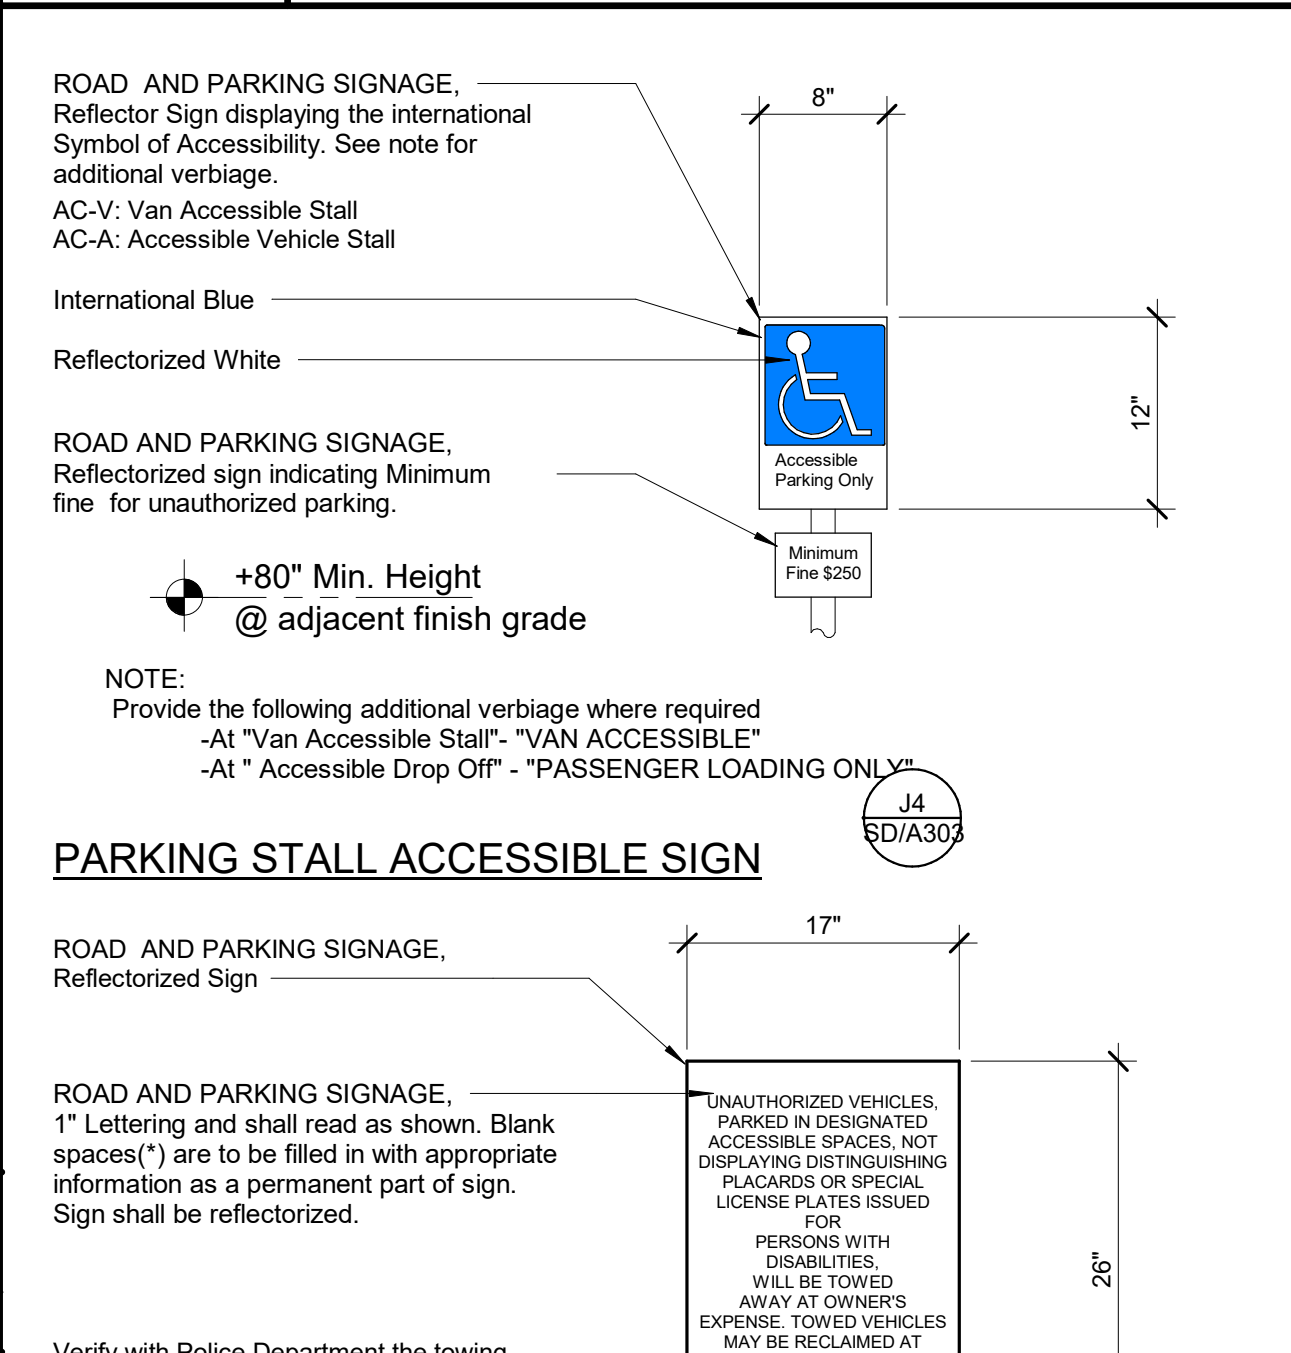 ROAD AND PARKING SIGNAGE,
Reflector Sign displaying the international
Symbol of Accessibility. See note for
additional verbiage.
AC-V: Van Accessible Stall
AC-A: Accessible Vehicle Stall
International Blue
Reflectorized White
ROAD AND PARKING SIGNAGE,
Reflectorized sign indicating Minimum
fine for unauthorized parking.
8"
12"
Accessible
Parking Only
Minimum
Fine $250
+80" Min. Height
@ adjacent finish grade
NOTE:
Provide the following additional verbiage where required
-At "Van Accessible Stall"- "VAN ACCESSIBLE"
-At " Accessible Drop Off" - "PASSENGER LOADING ONLY"
J4
SD/A303
PARKING STALL ACCESSIBLE SIGN
17"
ROAD AND PARKING SIGNAGE,
Reflectorized Sign
ROAD AND PARKING SIGNAGE,
1" Lettering and shall read as shown. Blank
spaces(*) are to be filled in with appropriate
information as a permanent part of sign.
Sign shall be reflectorized.
UNAUTHORIZED VEHICLES,
PARKED IN DESIGNATED
ACCESSIBLE SPACES, NOT
DISPLAYING DISTINGUISHING
PLACARDS OR SPECIAL
LICENSE PLATES ISSUED
FOR
PERSONS WITH
DISABILITIES,
WILL BE TOWED
AWAY AT OWNER'S
EXPENSE. TOWED VEHICLES
MAY BE RECLAIMED AT
26"
Verify with Police Department the towing